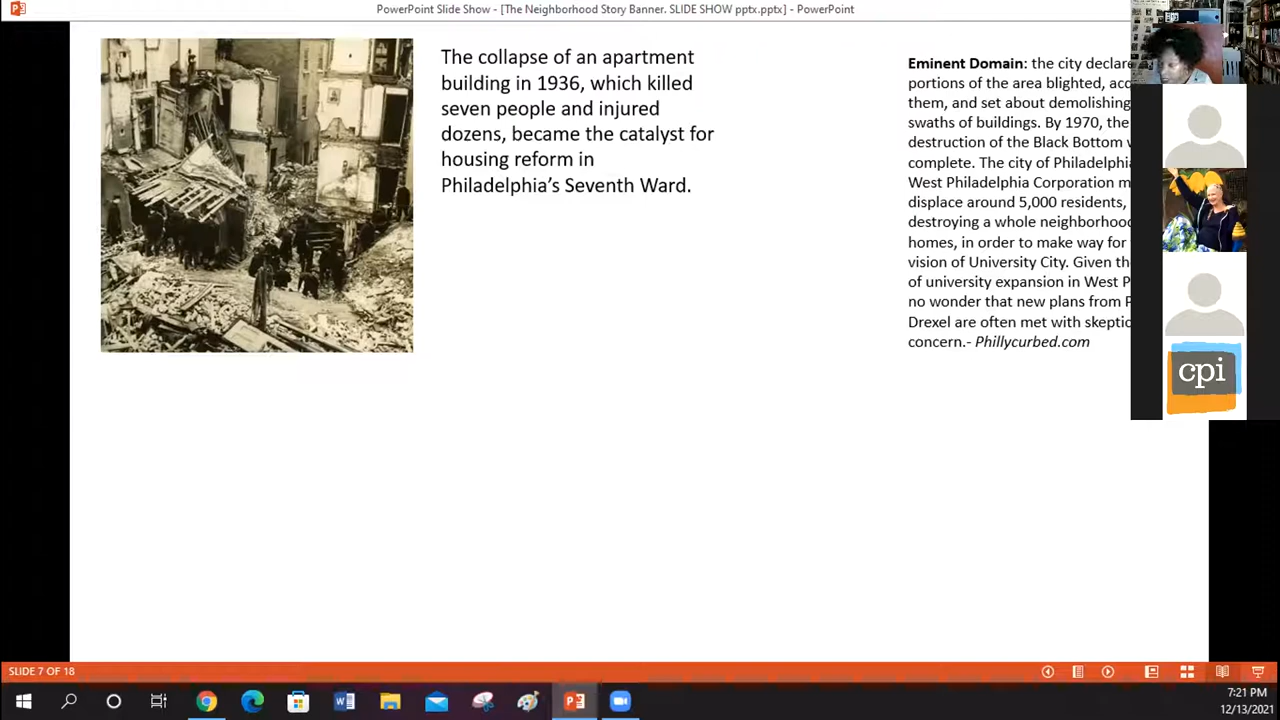 PowerPoint Slide Show - [The Neighborhood Story Banner. SLIDE SHOW pptx.pptx] - PowerPoint
The collapse of an apartment
building in 1936, which killed
seven people and injured
dozens, became the catalyst for
housing reform in
Philadelphia’s Seventh Ward.
Eminent Domain: the city declare
portions of the area blighted, acq
them, and set about demolishing
swaths of buildings. By 1970, the
destruction of the Black Bottom
complete. The city of Philadelphia
West Philadelphia Corporation m
displace around 5,000 residents,
destroying a whole neighborhood
homes, in order to make way for
vision of University City. Given th
of university expansion in West P
no wonder that new plans from P
Drexel are often met with skeptic
concern.- Phillycurbed.com
cpi
SLIDE 7 OF 18
7:21 PM
12/13/2021